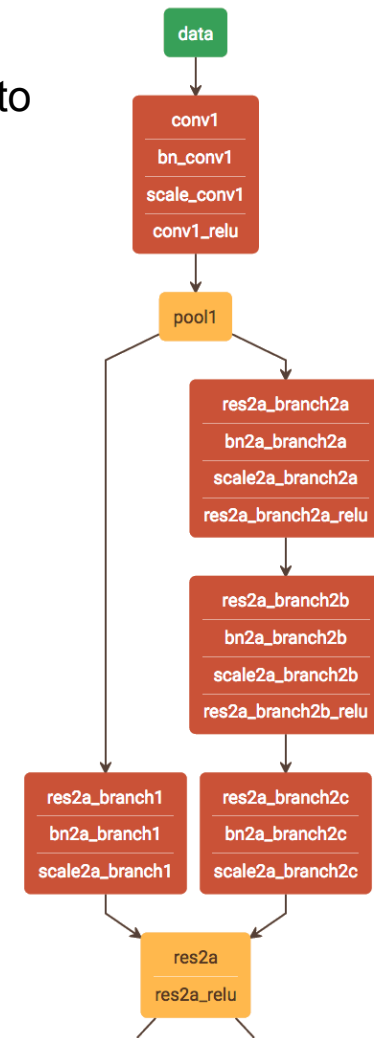 data
to
conv1
bn_conv1
scale_conv1
conv1_relu
pool1
res2a_branch2a
bn2a_branch2a
scale2a_branch2a
res2a_branch2a_relu
res2a_branch2b
bn2a_branch2b
scale2a_branch2b
res2a_branch2b_relu
res2a_branch1
bn2a_branch1
scale2a_branch1
res2a_branch2c
bn2a_branch2c
scale2a_branch2c
res2a
res2a_relu